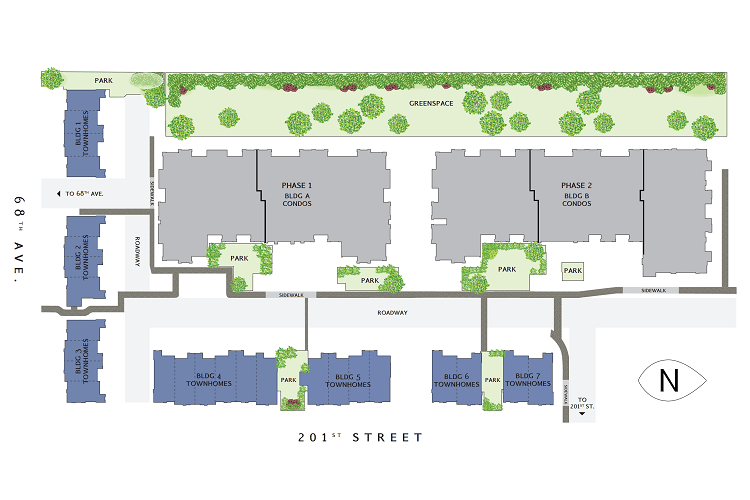 PARK
GREENSPACE
BLDG 1
TOWNHOMES
68TH AVE.
TO 68TH AVE.
SIDEWALK
PHASE 1
BLDG A
CONDOS
PHASE 2
BLDG B
CONDOS
BLDG 2
TOWNHOMES
ROADWAY
PARK
PARK
PARK
PARK
SIDEWALK
SIDEWALK
ROADWAY
BLDG 3
TOWNHOMES
BLDG 4
TOWNHOMES
PARK
BLDG 5
TOWNHOMES
BLDG 6
TOWNHOMES
PARK
BLDG 7
TOWNHOMES
SIDEWALK
TO
201ST ST.
N
201ST STREET